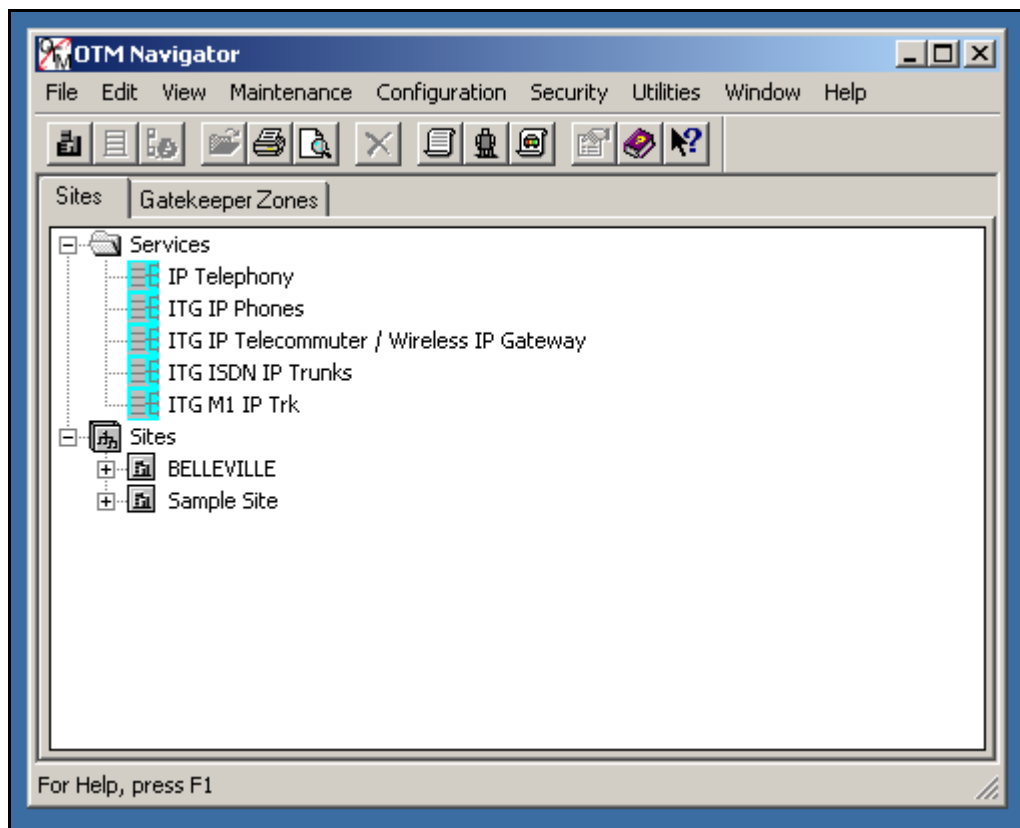 OTM Navigator
File Edit View Maintenance Configuration Security Utilities Window Help
Sites Gatekeeper Zones
Services
IP Telephony
ITG IP Phones
ITG IP Telecommuter / Wireless IP Gateway
ITG ISDN IP Trunks
ITG M1 IP Trk
Sites
BELLEVILLE
Sample Site
For Help, press F1